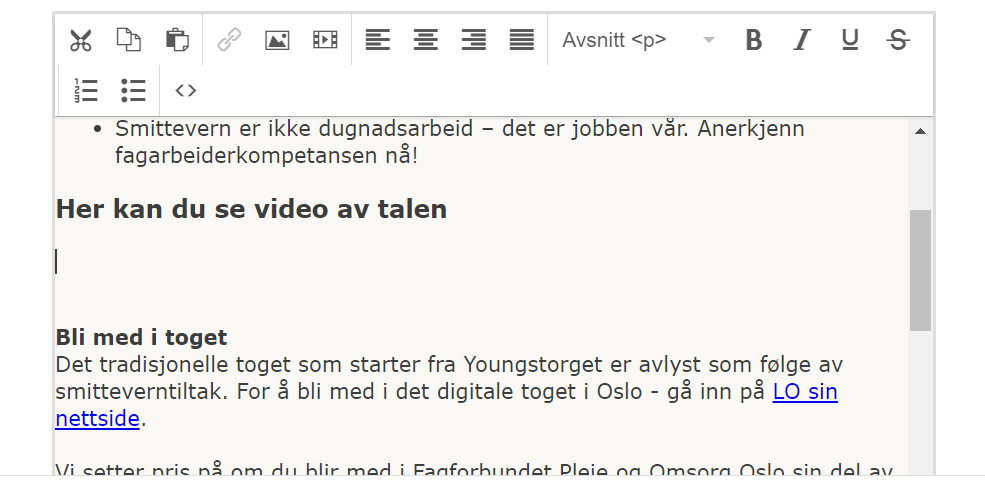 Avsnitt <p>
B I U S
Smittevern er ikke dugnadsarbeid – det er jobben vår. Anerkjenn
fagarbeiderkompetansen nå!
Her kan du se video av talen
Bli med i toget
Det tradisjonelle toget som starter fra Youngstorget er avlyst som følge av
smitteverntiltak. For å bli med i det digitale toget i Oslo - gå inn på LO sin
nettside.
Vi setter pris på om du blir med i Fagforbundet Pleie og Omsorg Oslo sin del av